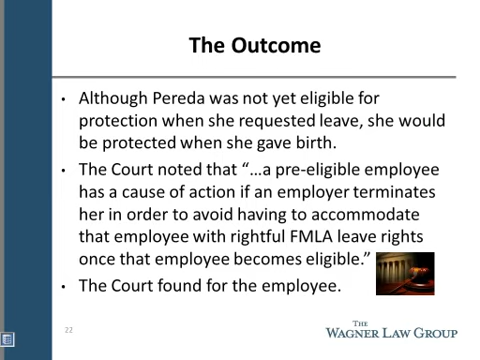 The Outcome
• Although Pereda was not yet eligible for
protection when she requested leave, she would
be protected when she gave birth.
• The Court noted that “…a pre-eligible employee
has a cause of action if an employer terminates
her in order to avoid having to accommodate
that employee with rightful FMLA leave rights
once that employee becomes eligible.”
• The Court found for the employee.
22
THE
WAGNER LAW GROUP